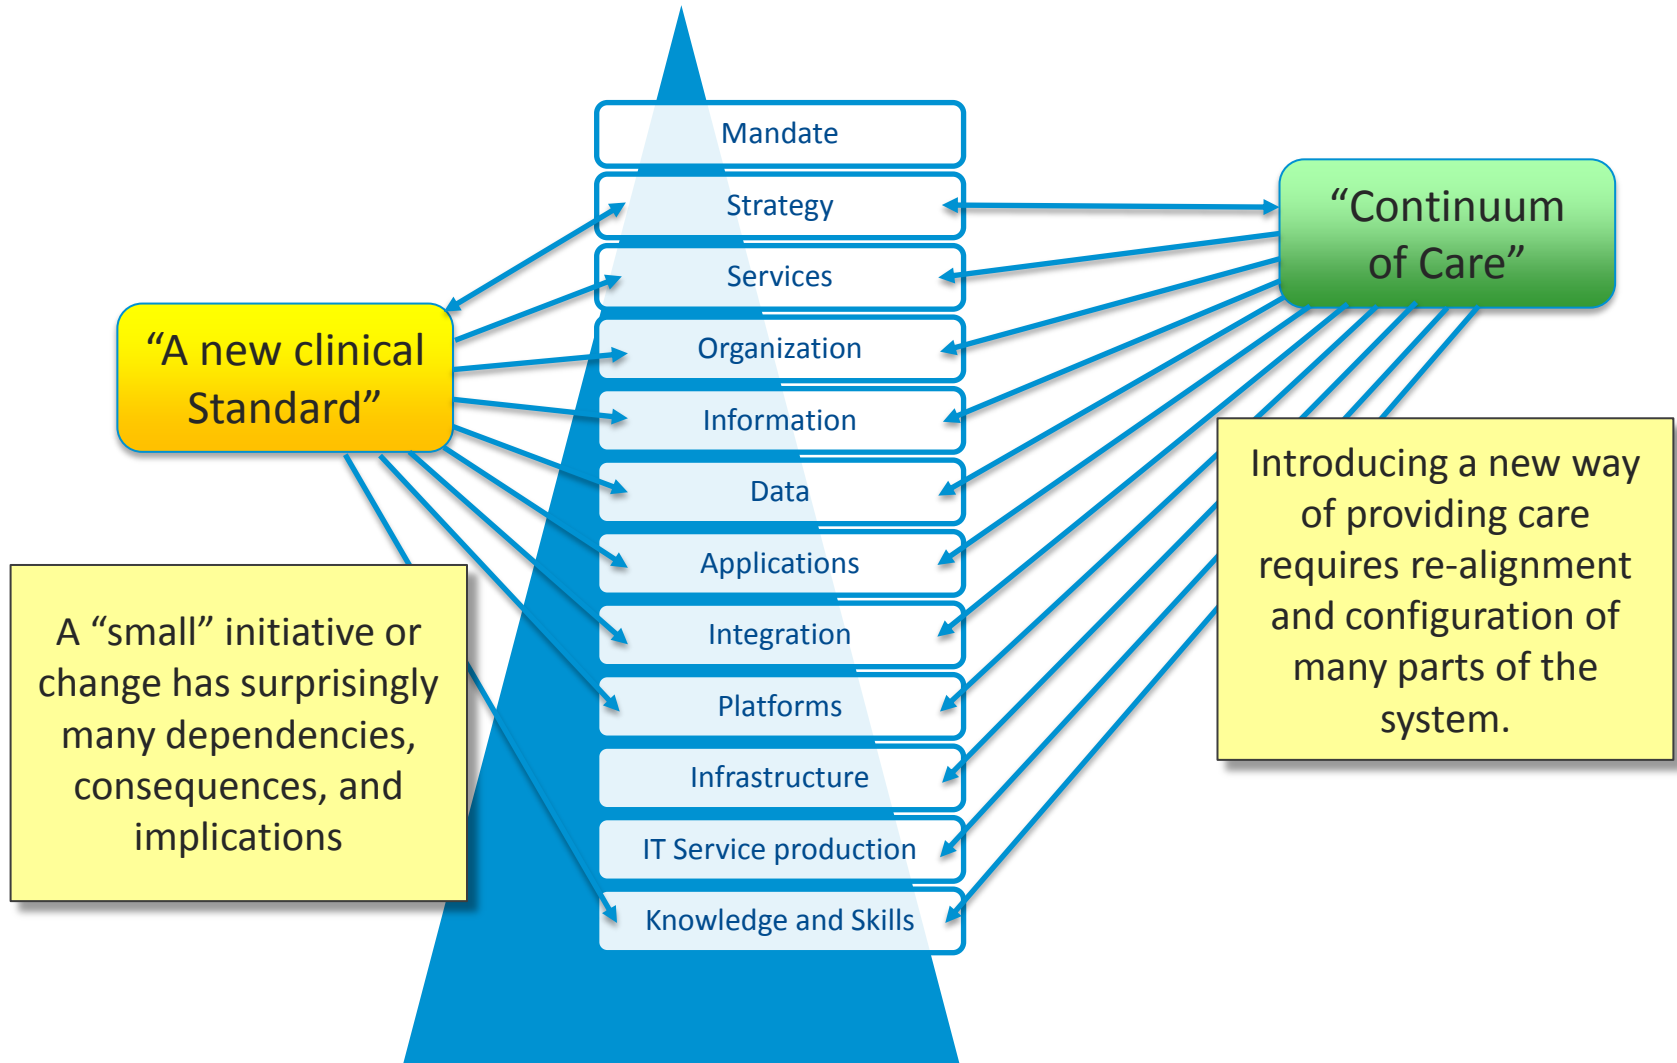 Mandate
Strategy
Services
Organization
Information
Data
Applications
Integration
Platforms
Infrastructure
IT Service production
Knowledge and Skills
“A new clinical
Standard”
A “small” initiative or
change has surprisingly
many dependencies,
consequences, and
implications
“Continuum
of Care”
Introducing a new way
of providing care
requires re-alignment
and configuration of
many parts of the
system.